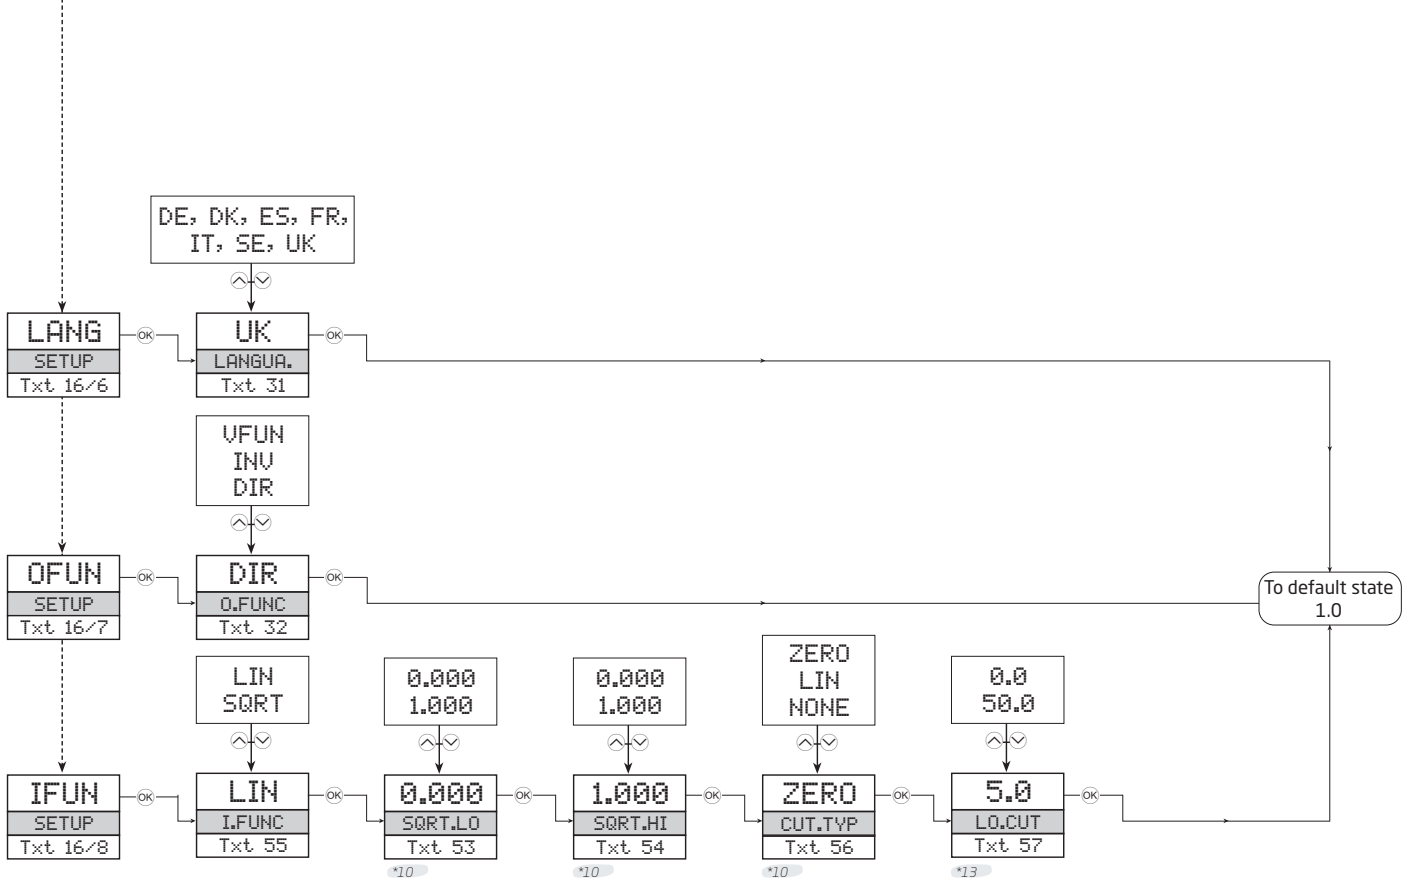 DE, DK, ES, FR,
IT, SE, UK
LANG
SETUP
Txt 16/6
OK
UK
LANGUA.
Txt 31
OK
VFUN
INV
DIR
OFUN
SETUP
Txt 16/7
OK
DIR
O.FUNC
Txt 32
OK
To default state
1.0
LIN
SQRT
0.000
1.000
0.000
1.000
ZERO
LIN
NONE
0.0
50.0
IFUN
SETUP
Txt 16/8
OK
LIN
I.FUNC
Txt 55
OK
0.000
SQRT.LO
Txt 53
*10
OK
1.000
SQRT.HI
Txt 54
*10
OK
ZERO
CUT.TYP
Txt 56
*10
OK
5.0
LO.CUT
Txt 57
*13
OK